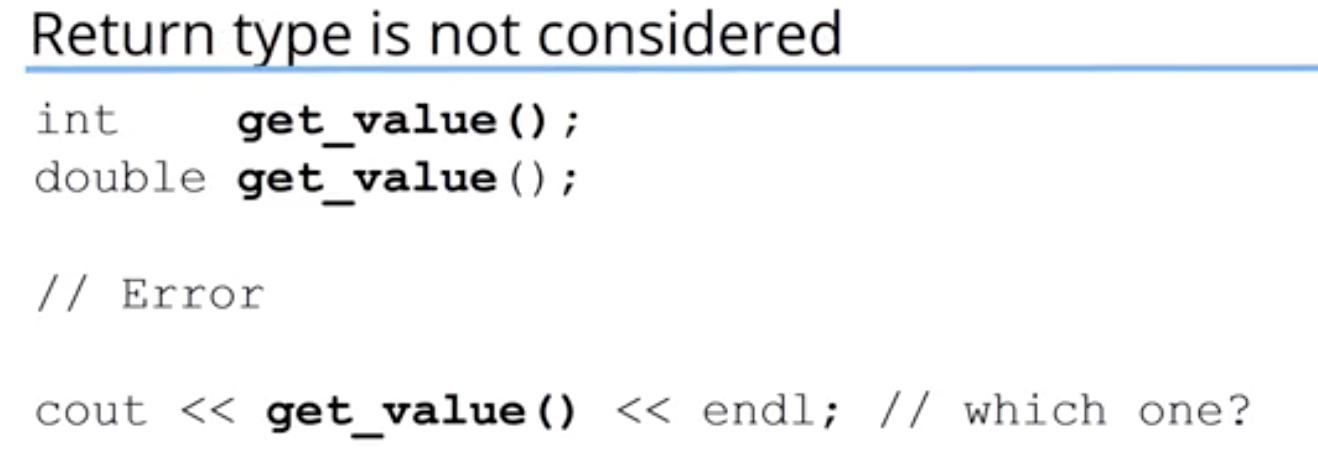 Return type is not considered
int    get_value();
double get_value();
// Error
cout << get_value() << endl; // which one?